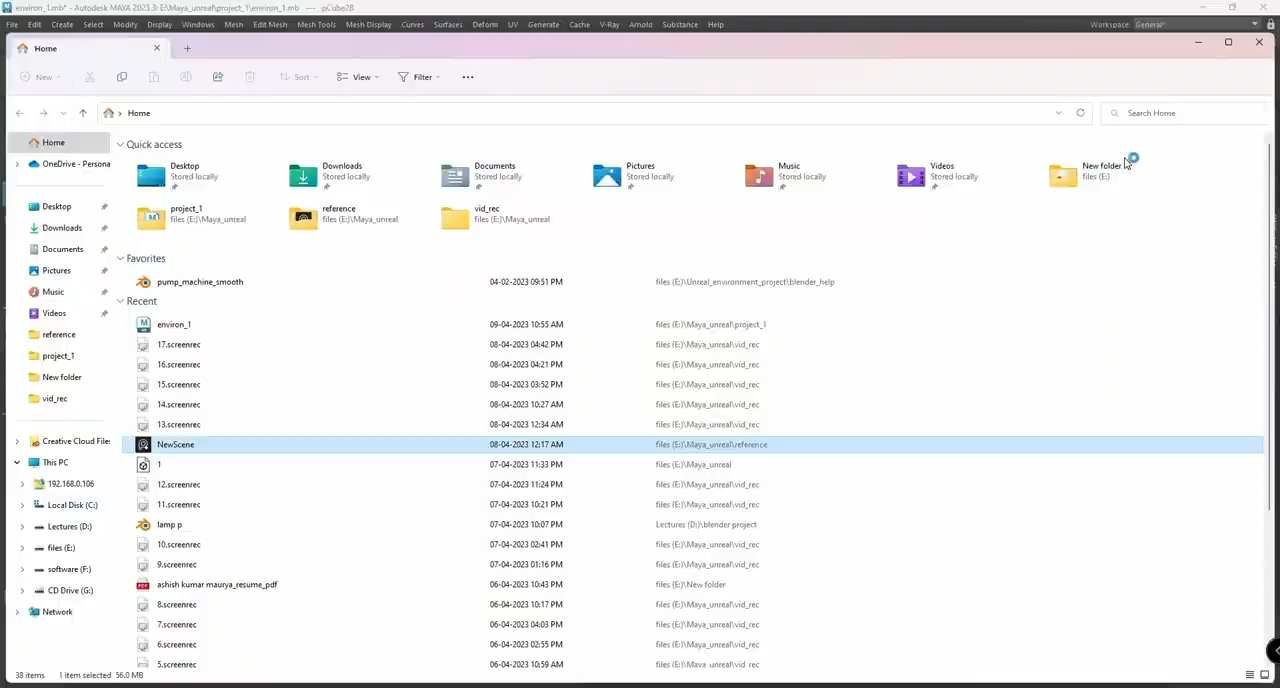 environ_1.mb* - Autodesk MAYA 2023.3: E:\Maya_unreal\project_1\environ_1.mb --- pCube28
File Edit Create Select Modify Display Windows Mesh Edit Mesh Mesh Tools Mesh Display Curves Surfaces Deform UV Generate Cache V-Ray Arnold Substance Help Workspace: General*
Home
New Sort View Filter
Home Search Home
Home
OneDrive - Persona
Desktop
Downloads
Documents
Pictures
Music
Videos
reference
project_1
New folder
vid_rec
Creative Cloud Files
This PC
192.168.0.106
Local Disk (C:)
Lectures (D:)
files (E:)
software (F:)
CD Drive (G:)
Network
Quick access
Desktop Downloads Documents Pictures Music Videos New folder
Stored locally Stored locally Stored locally Stored locally Stored locally Stored locally files (E:)
project_1 reference vid_rec
files (E:)\Maya_unreal files (E:)\Maya_unreal files (E:)\Maya_unreal
Favorites
pump_machine_smooth 04-02-2023 09:51 PM files (E:)\Unreal_environment_project\blender_help
Recent
environ_1 09-04-2023 10:55 AM files (E:)\Maya_unreal\project_1
17.screenrec 08-04-2023 04:42 PM files (E:)\Maya_unreal\vid_rec
16.screenrec 08-04-2023 04:21 PM files (E:)\Maya_unreal\vid_rec
15.screenrec 08-04-2023 03:52 PM files (E:)\Maya_unreal\vid_rec
14.screenrec 08-04-2023 10:27 AM files (E:)\Maya_unreal\vid_rec
13.screenrec 08-04-2023 12:34 AM files (E:)\Maya_unreal\vid_rec
NewScene 08-04-2023 12:17 AM files (E:)\Maya_unreal\reference
1 07-04-2023 11:33 PM files (E:)\Maya_unreal
12.screenrec 07-04-2023 11:24 PM files (E:)\Maya_unreal\vid_rec
11.screenrec 07-04-2023 10:21 PM files (E:)\Maya_unreal\vid_rec
lamp p 07-04-2023 10:07 PM Lectures (D:)\blender project
10.screenrec 07-04-2023 02:41 PM files (E:)\Maya_unreal\vid_rec
9.screenrec 07-04-2023 01:16 PM files (E:)\Maya_unreal\vid_rec
ashish kumar maurya_resume_pdf 06-04-2023 10:43 PM files (E:)\New folder
8.screenrec 06-04-2023 10:17 PM files (E:)\Maya_unreal\vid_rec
7.screenrec 06-04-2023 04:03 PM files (E:)\Maya_unreal\vid_rec
6.screenrec 06-04-2023 02:55 PM files (E:)\Maya_unreal\vid_rec
5.screenrec 06-04-2023 10:59 AM files (E:)\Maya_unreal\vid_rec
38 items 1 item selected 56.0 MB